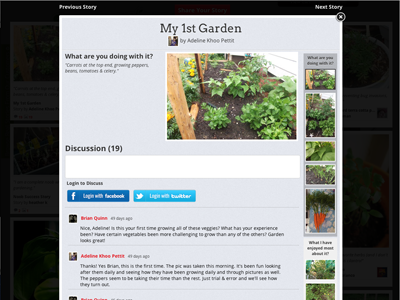 Previous Story
Next Story
My 1st Garden
by Adeline Khoo Pettit
What are you doing with it?
"Carrots at the top end, growing peppers,
beans, tomatoes & celery."
What are you
doing with it?
Discussion (19)
Login to Discuss
Login with facebook
Login with twitter
Brian Quinn 49 days ago
Nice, Adeline! Is this your first time growing all of these veggies? What has your experience
been? Have certain vegetables been more challenging to grow than any of the others? Garden
looks great!
Adeline Khoo Pettit 49 days ago
Thanks! Yes Brian, this is the first time. The pic was taken this morning. It's been fun looking
after them daily and seeing how they have been growing daily and through pictures as well.
The peppers seem to be taking their time than the rest. Just trial & error and we'll see how
they turn out.
What I have
enjoyed most
about it?
Brian Quinn 49 days ago